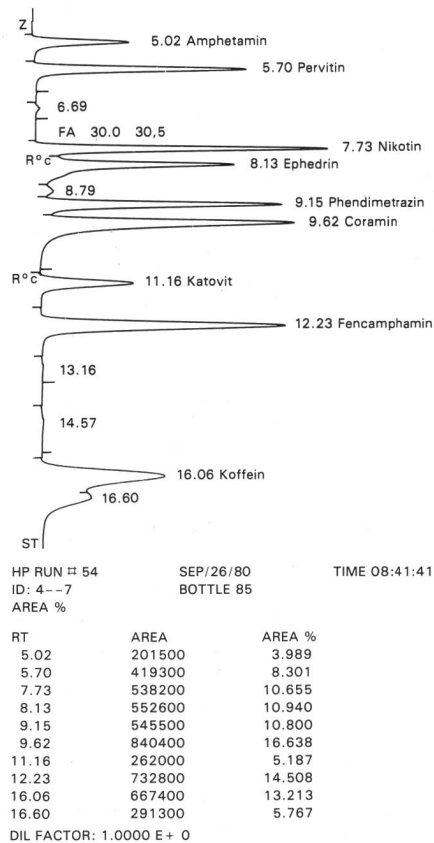 Z
5.02 Amphetamin
5.70 Pervitin
6.69
FA 30.0 30,5
7.73 Nikotin
R°c
8.13 Ephedrin
8.79
9.15 Phendimetrazin
9.62 Coramin
R°c
11.16 Katovit
12.23 Fencamphamin
13.16
14.57
16.06 Koffein
16.60
ST
HP RUN ⌗ 54 SEP/26/80 TIME 08:41:41
ID: 4--7 BOTTLE 85
AREA %
RT AREA AREA %
5.02 201500 3.989
5.70 419300 8.301
7.73 538200 10.655
8.13 552600 10.940
9.15 545500 10.800
9.62 840400 16.638
11.16 262000 5.187
12.23 732800 14.508
16.06 667400 13.213
16.60 291300 5.767
DIL FACTOR: 1.0000 E+ 0